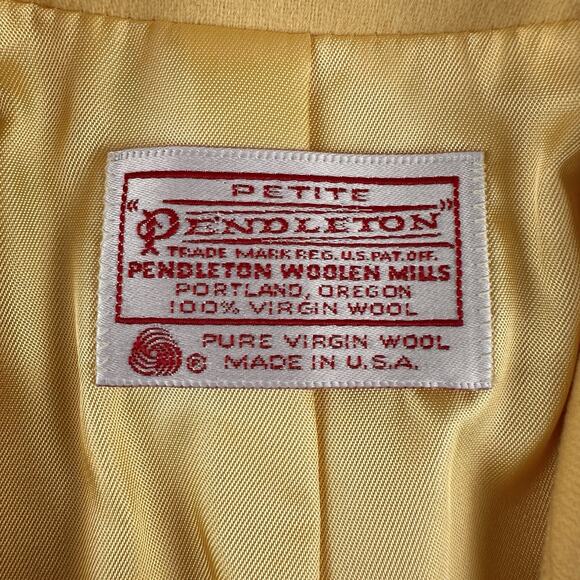 PETITE
"PENDLETON"
TRADE MARK REG. U.S. PAT. OFF.
PENDLETON WOOLEN MILLS
PORTLAND, OREGON
100% VIRGIN WOOL
® PURE VIRGIN WOOL
MADE IN U.S.A.